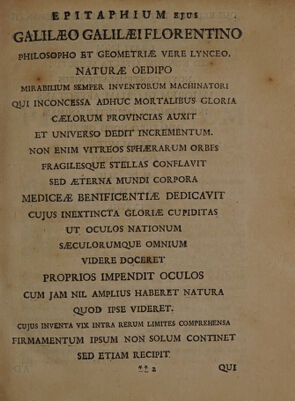 EPITAPHIUM EJUS
GALILÆO GALILÆI FLORENTINO
PHILOSOPHO ET GEOMETRIÆ VERE LYNCEO.
NATURÆ OEDIPO
MIRABILIUM SEMPER INVENTORUM MACHINATORI
QUI INCONCESSA ADHUC MORTALIBUS GLORIA
CÆLORUM PROVINCIAS AUXIT
ET UNIVERSO DEDIT INCREMENTUM.
NON ENIM VITREOS SPHÆRARUM ORBES
FRAGILESQUE STELLAS CONFLAVIT
SED ÆTERNA MUNDI CORPORA
MEDICEÆ BENIFICENTIÆ DEDICAVIT
CUJUS INEXTINCTA GLORIÆ CUPIDITAS
UT OCULOS NATIONUM
SÆCULORUMQUE OMNIUM
VIDERE DOCERET
PROPRIOS IMPENDIT OCULOS
CUM JAM NIL AMPLIUS HABERET NATURA
QUOD IPSE VIDERET.
CUJUS INVENTA VIX INTRA RERUM LIMITES COMPREHENSA
FIRMAMENTUM IPSUM NON SOLUM CONTINET
SED ETIAM RECIPIT.
2 QUI